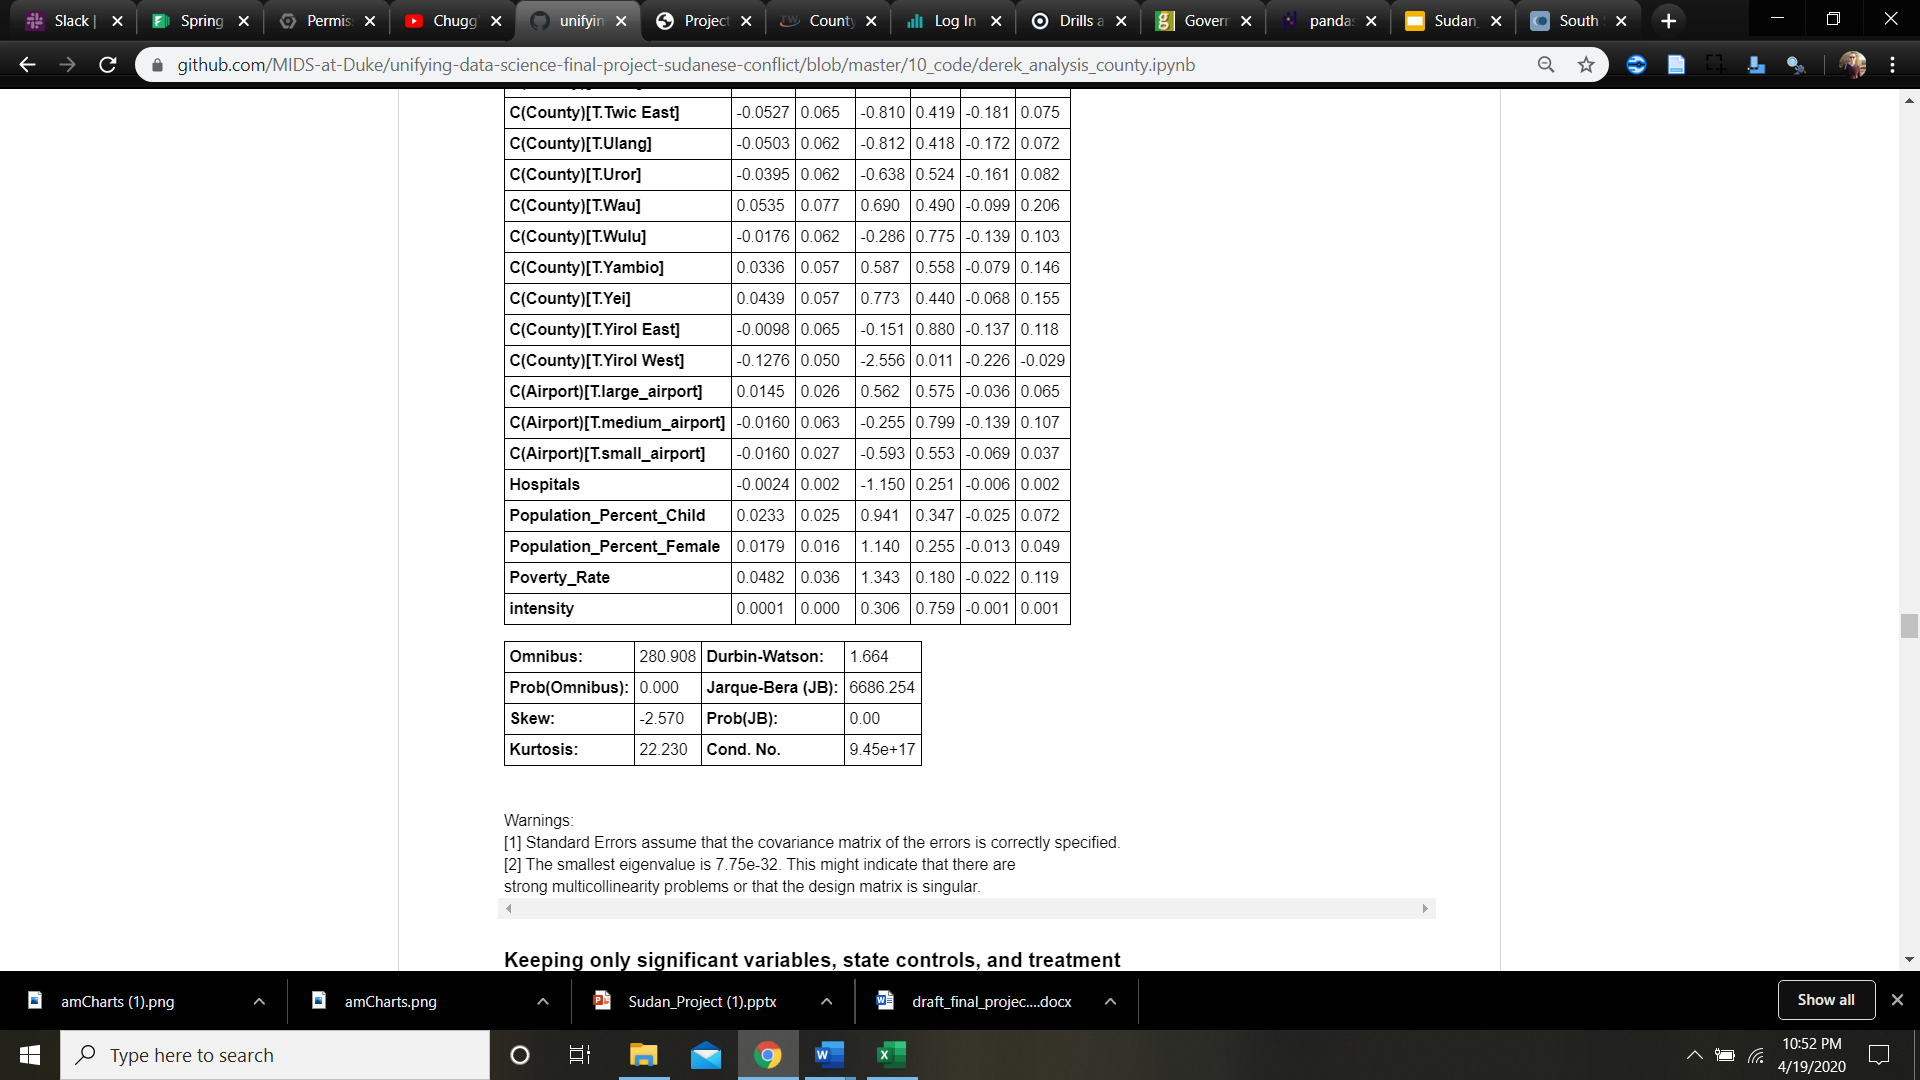 Slack |
Spring
Permis
Chugg
unifyin
Project
County
Log In
Drills a
Govern
panda
Sudan_
South
github.com/MIDS-at-Duke/unifying-data-science-final-project-sudanese-conflict/blob/master/10_code/derek_analysis_county.ipynb
C(County)[T.Twic East] -0.0527 0.065 -0.810 0.419 -0.181 0.075
C(County)[T.Ulang] -0.0503 0.062 -0.812 0.418 -0.172 0.072
C(County)[T.Uror] -0.0395 0.062 -0.638 0.524 -0.161 0.082
C(County)[T.Wau] 0.0535 0.077 0.690 0.490 -0.099 0.206
C(County)[T.Wulu] -0.0176 0.062 -0.286 0.775 -0.139 0.103
C(County)[T.Yambio] 0.0336 0.057 0.587 0.558 -0.079 0.146
C(County)[T.Yei] 0.0439 0.057 0.773 0.440 -0.068 0.155
C(County)[T.Yirol East] -0.0098 0.065 -0.151 0.880 -0.137 0.118
C(County)[T.Yirol West] -0.1276 0.050 -2.556 0.011 -0.226 -0.029
C(Airport)[T.large_airport] 0.0145 0.026 0.562 0.575 -0.036 0.065
C(Airport)[T.medium_airport] -0.0160 0.063 -0.255 0.799 -0.139 0.107
C(Airport)[T.small_airport] -0.0160 0.027 -0.593 0.553 -0.069 0.037
Hospitals -0.0024 0.002 -1.150 0.251 -0.006 0.002
Population_Percent_Child 0.0233 0.025 0.941 0.347 -0.025 0.072
Population_Percent_Female 0.0179 0.016 1.140 0.255 -0.013 0.049
Poverty_Rate 0.0482 0.036 1.343 0.180 -0.022 0.119
intensity 0.0001 0.000 0.306 0.759 -0.001 0.001
Omnibus: 280.908 Durbin-Watson: 1.664
Prob(Omnibus): 0.000 Jarque-Bera (JB): 6686.254
Skew: -2.570 Prob(JB): 0.00
Kurtosis: 22.230 Cond. No. 9.45e+17
Warnings:
[1] Standard Errors assume that the covariance matrix of the errors is correctly specified.
[2] The smallest eigenvalue is 7.75e-32. This might indicate that there are
strong multicollinearity problems or that the design matrix is singular.
Keeping only significant variables, state controls, and treatment
amCharts (1).png
amCharts.png
Sudan_Project (1).pptx
draft_final_projec....docx
Show all
Type here to search
10:52 PM
4/19/2020